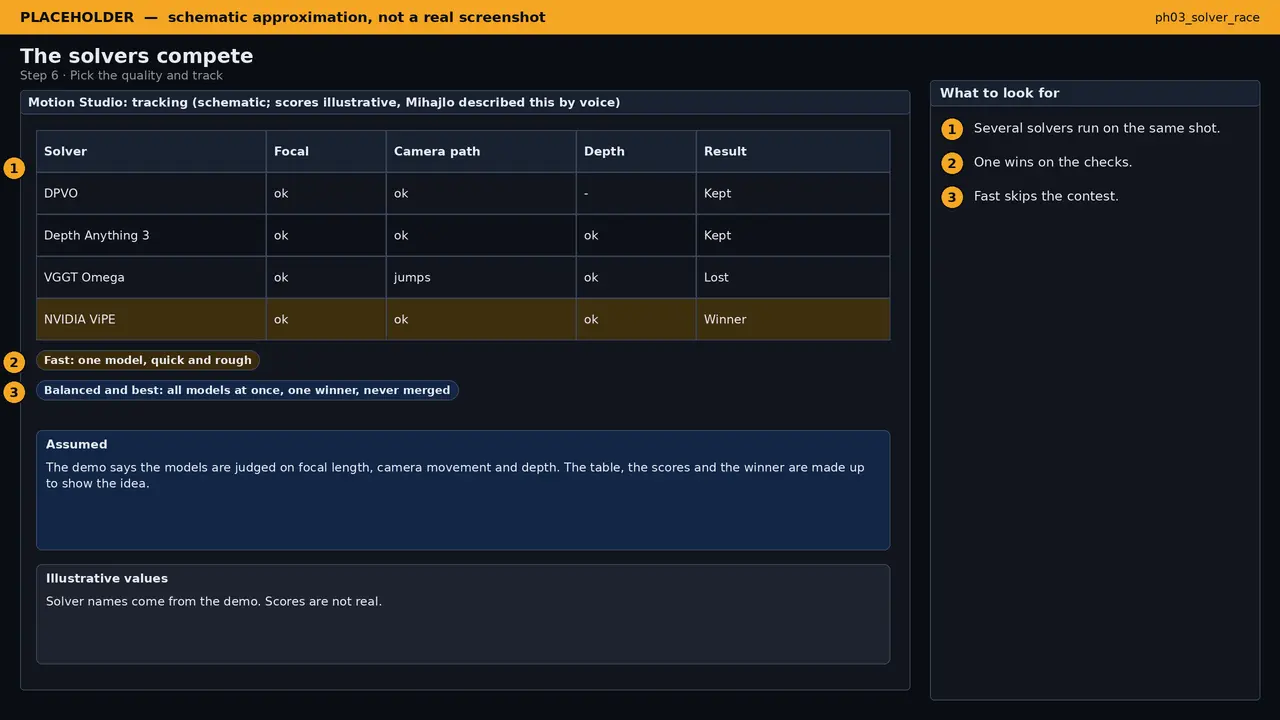 PLACEHOLDER — schematic approximation, not a real screenshot
ph03_solver_race
The solvers compete
Step 6 · Pick the quality and track
Motion Studio: tracking (schematic; scores illustrative, Mihajlo described this by voice)
1
Solver Focal Camera path Depth Result
DPVO ok ok - Kept
Depth Anything 3 ok ok ok Kept
VGGT Omega ok jumps ok Lost
NVIDIA ViPE ok ok ok Winner
2 Fast: one model, quick and rough
3 Balanced and best: all models at once, one winner, never merged
Assumed
The demo says the models are judged on focal length, camera movement and depth. The table, the scores and the winner are made up
to show the idea.
Illustrative values
Solver names come from the demo. Scores are not real.
What to look for
1 Several solvers run on the same shot.
2 One wins on the checks.
3 Fast skips the contest.